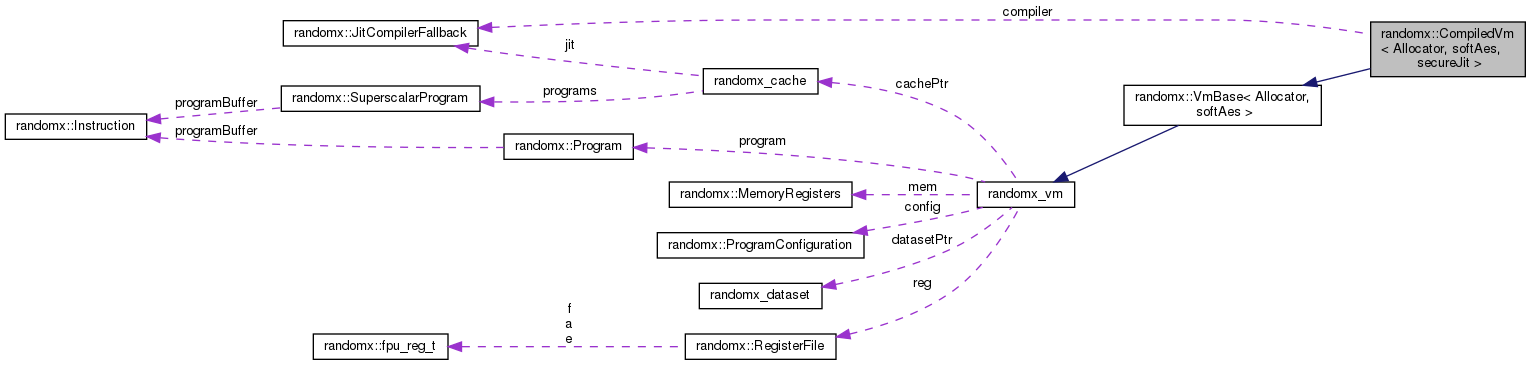 compiler
randomx::JitCompilerFallback
randomx::CompiledVm
< Allocator, softAes,
secureJit >
jit
randomx_cache
cachePtr
randomx::VmBase< Allocator,
softAes >
programBuffer
randomx::SuperscalarProgram
programs
randomx::Instruction
programBuffer
randomx::Program
program
randomx::MemoryRegisters
mem
randomx_vm
config
randomx::ProgramConfiguration
datasetPtr
randomx_dataset
reg
f
a
e
randomx::fpu_reg_t
randomx::RegisterFile